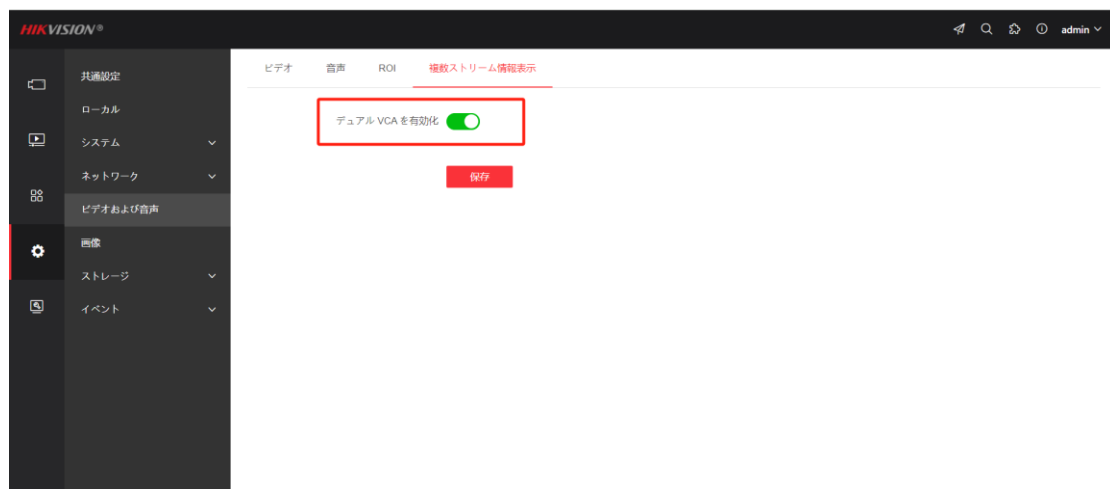 HIKVISION®
admin
共通設定
ローカル
システム
ネットワーク
ビデオおよび音声
画像
ストレージ
イベント
ビデオ 音声 ROI 複数ストリーム情報表示
デュアル VCA を有効化
保存